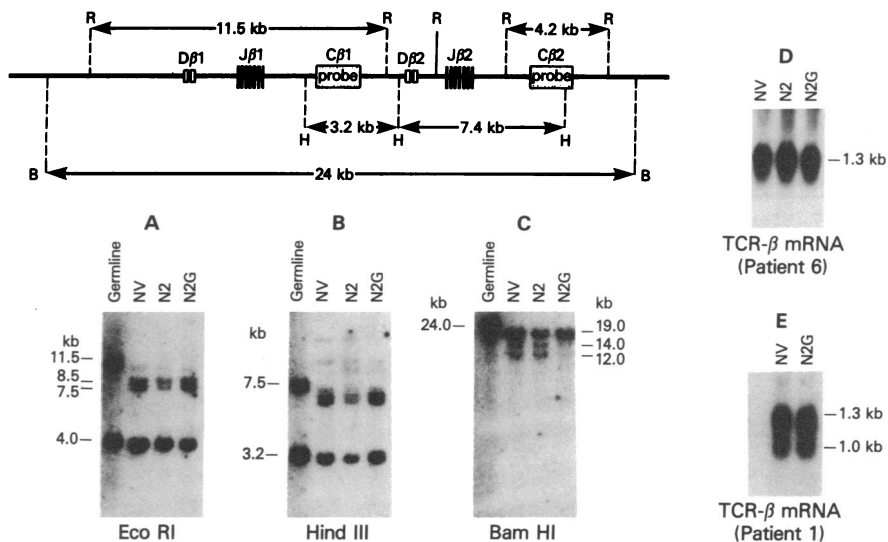 R R R R R
11.5 kb 4.2 kb
Dβ1 Jβ1 Cβ1 Dβ2 Jβ2 Cβ2
probe probe
3.2 kb 7.4 kb
H H H
B 24 kb B
A
Germline NV N2 N2G
kb
11.5
8.5
7.5
4.0
Eco RI
B
Germline NV N2 N2G
kb
7.5
3.2
Hind III
C
Germline NV N2 N2G
kb kb
24.0 19.0
14.0
12.0
Bam HI
D
NV N2 N2G
1.3 kb
TCR-β mRNA
(Patient 6)
E
NV N2G
1.3 kb
1.0 kb
TCR-β mRNA
(Patient 1)